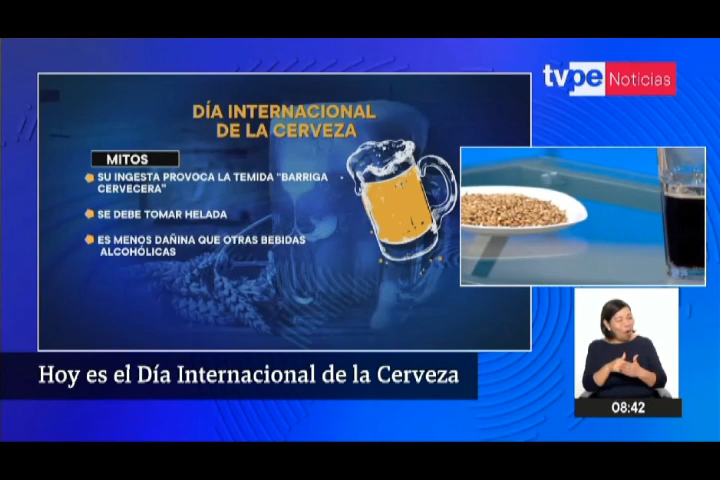 tvpe Noticias
DÍA INTERNACIONAL
DE LA CERVEZA
MITOS
SU INGESTA PROVOCA LA TEMIDA "BARRIGA
CERVECERA"
SE DEBE TOMAR HELADA
ES MENOS DAÑINA QUE OTRAS BEBIDAS
ALCOHÓLICAS
Hoy es el Día Internacional de la Cerveza
08:42